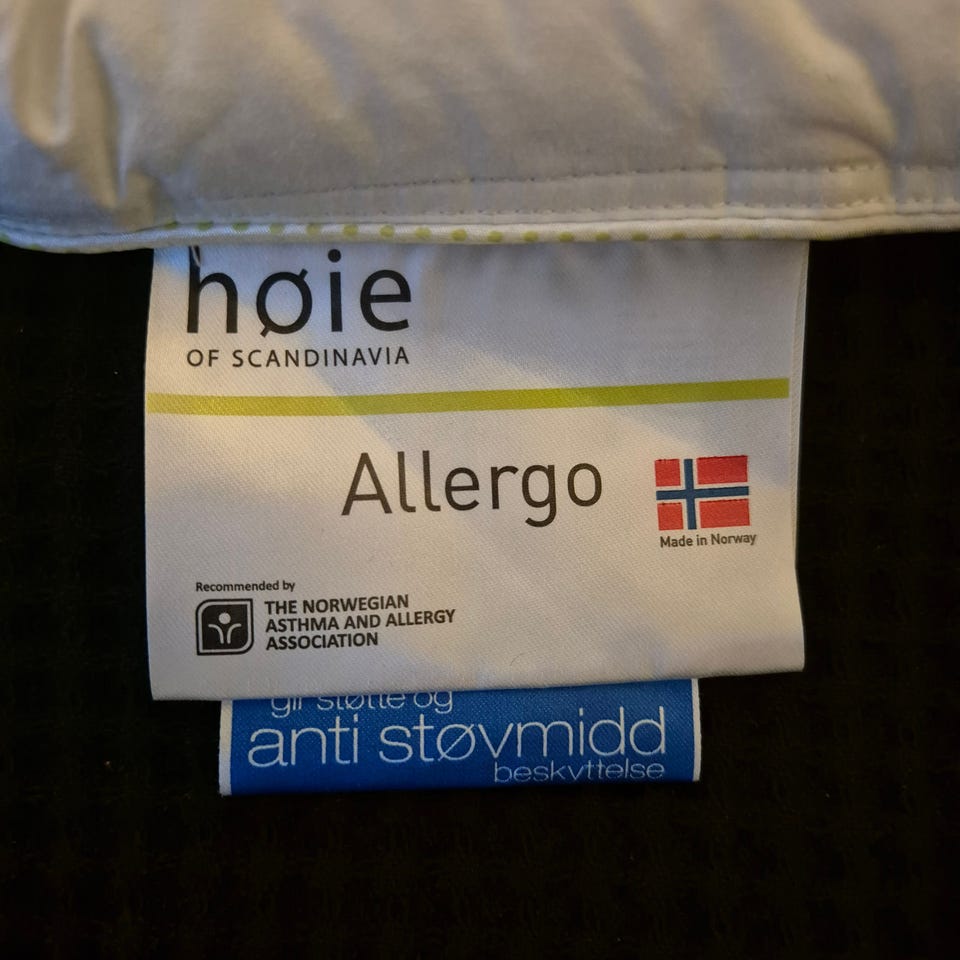 høie
OF SCANDINAVIA
Allergo
Made in Norway
Recommended by
THE NORWEGIAN
ASTHMA AND ALLERGY
ASSOCIATION
gir støtte og
anti støvmidd
beskyttelse